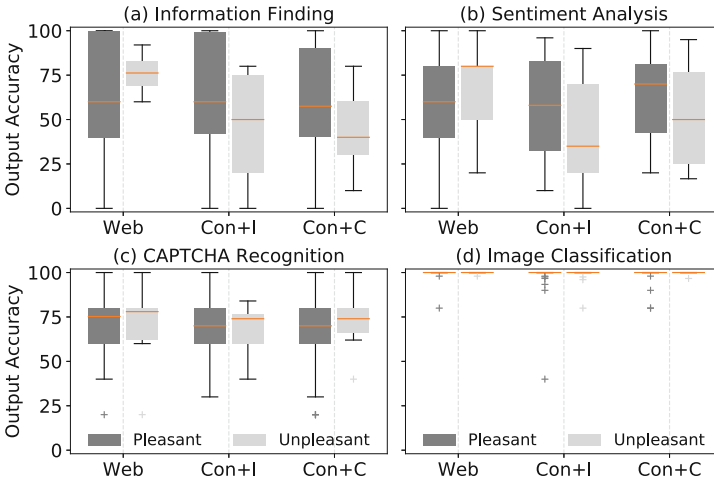 (a) Information Finding
(b) Sentiment Analysis
Output Accuracy
100
75
50
25
0
Web
Con+I
Con+C
Web
Con+I
Con+C
(c) CAPTCHA Recognition
(d) Image Classification
Output Accuracy
100
75
50
25
0
Pleasant
Unpleasant
Pleasant
Unpleasant
Web
Con+I
Con+C
Web
Con+I
Con+C